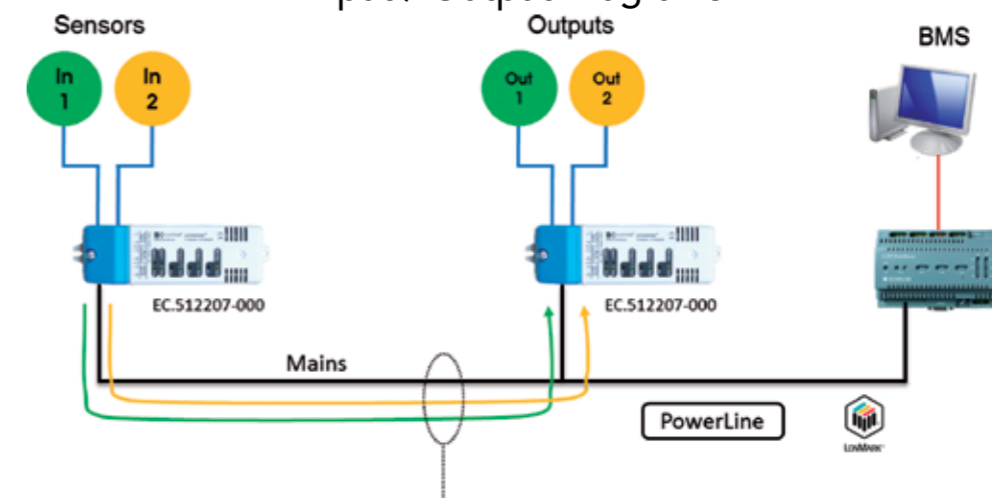 Sensors
Outputs
BMS
In
1
In
2
Out
1
Out
2
EC.512207-000
EC.512207-000
Mains
PowerLine
LonMark